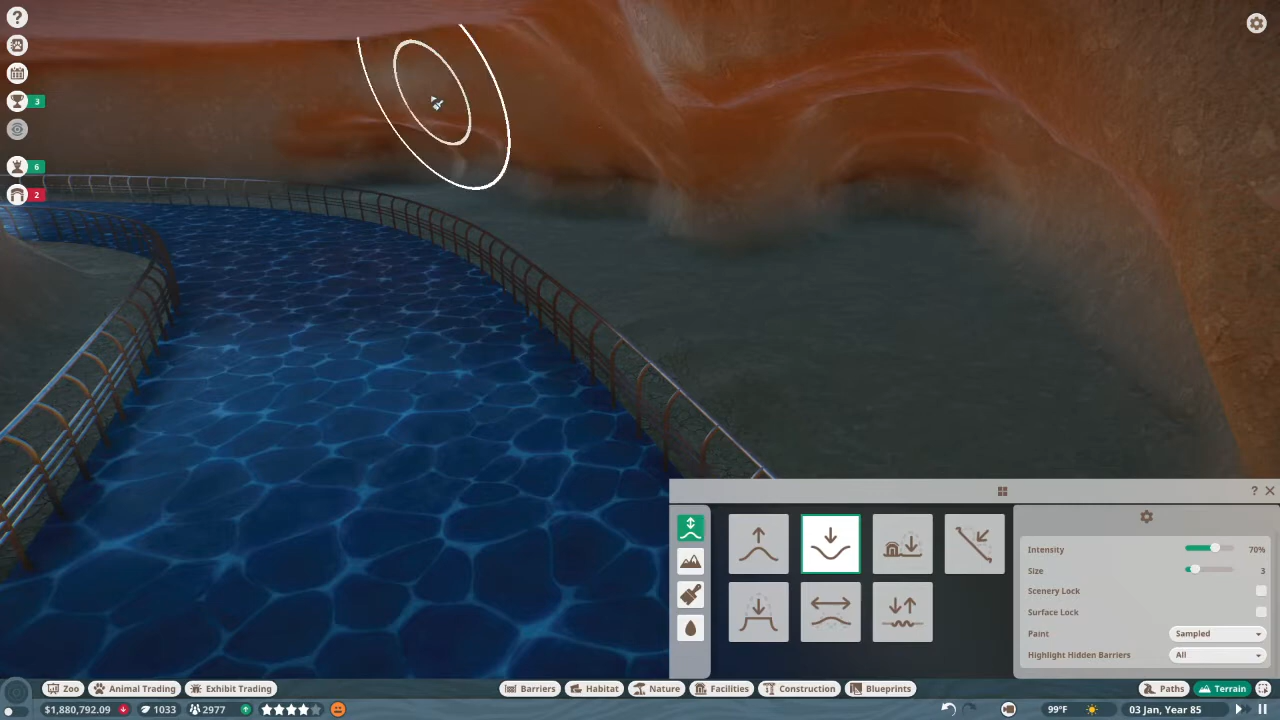 ?
3
6
2
?
Intensity 70%
Size 3
Scenery Lock
Surface Lock
Paint Sampled
Highlight Hidden Barriers All
Zoo Animal Trading Exhibit Trading Barriers Habitat Nature Facilities Construction Blueprints Paths Terrain
$1,880,792.09 1033 2977 99°F 03 Jan, Year 85